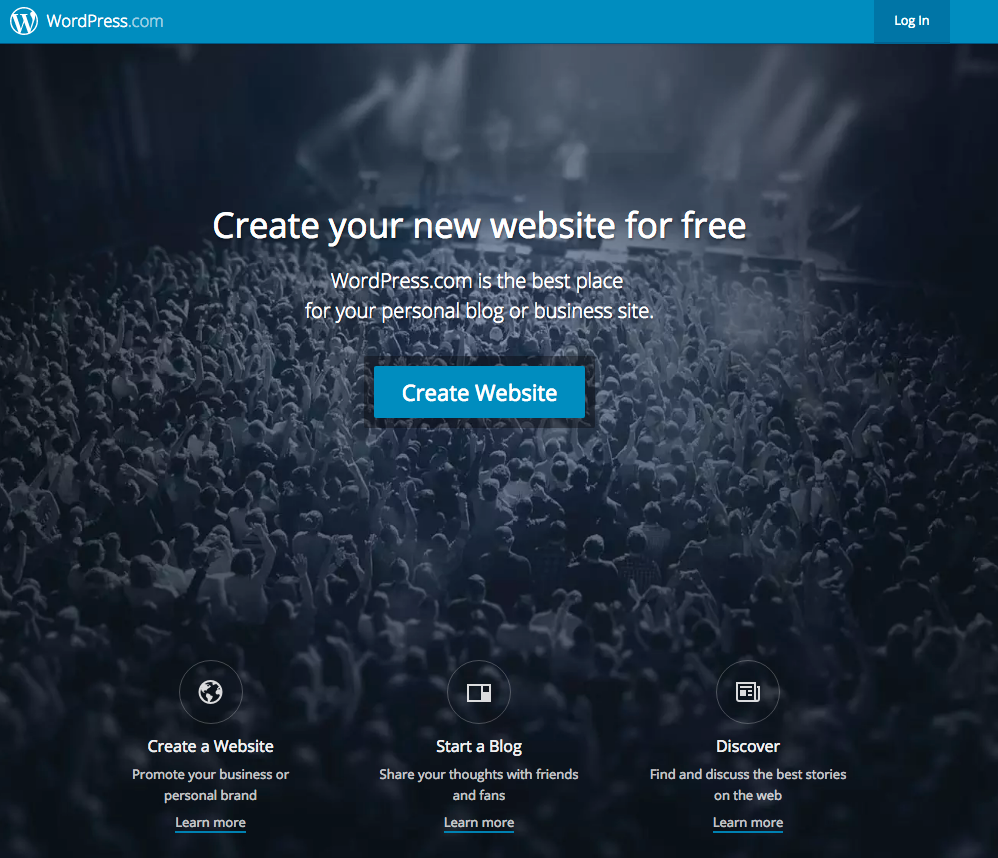 WordPress.com
Log In
Create your new website for free
WordPress.com is the best place
for your personal blog or business site.
Create Website
Create a Website
Promote your business or
personal brand
Learn more
Start a Blog
Share your thoughts with friends
and fans
Learn more
Discover
Find and discuss the best stories
on the web
Learn more